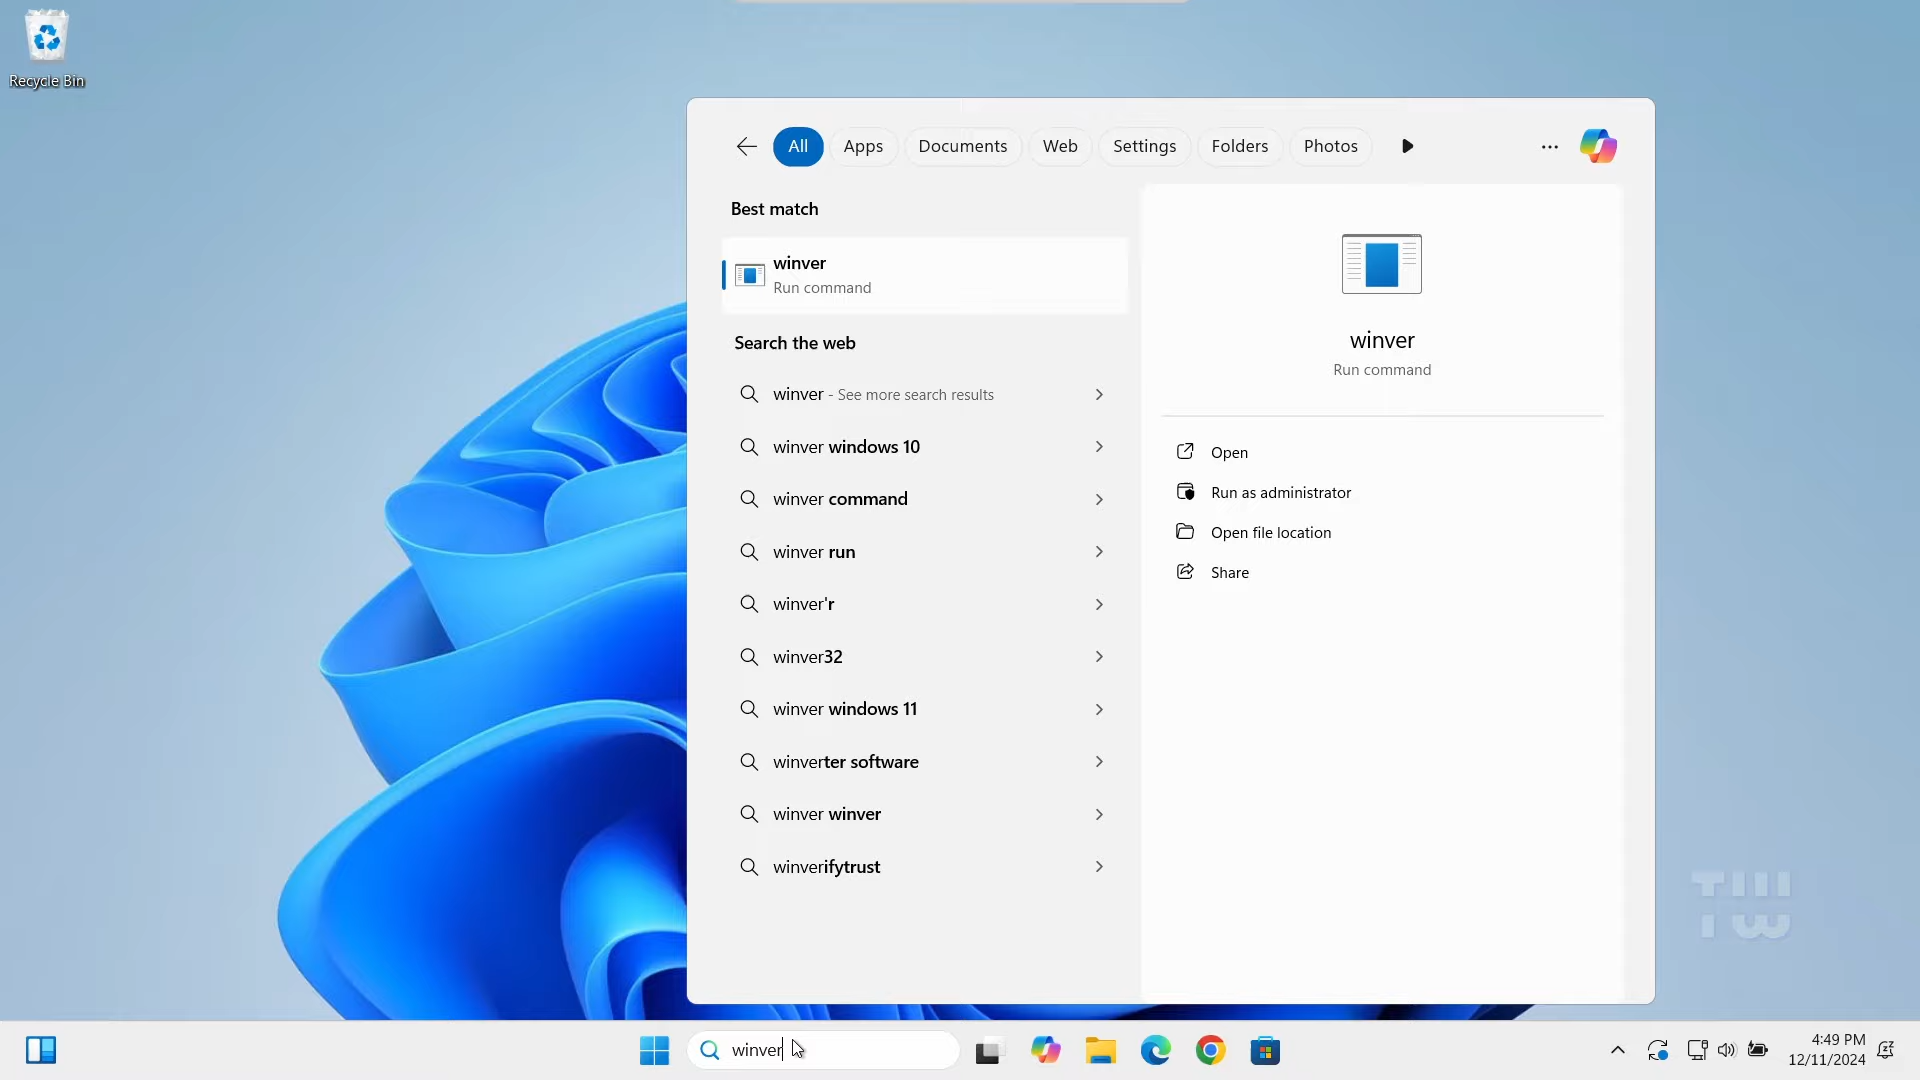 Recycle Bin
All
Apps
Documents
Web
Settings
Folders
Photos
Best match
winver
Run command
Search the web
winver - See more search results
winver windows 10
winver command
winver run
winver'r
winver32
winver windows 11
winverter software
winver winver
winverifytrust
winver
Run command
Open
Run as administrator
Open file location
Share
winver
4:49 PM
12/11/2024